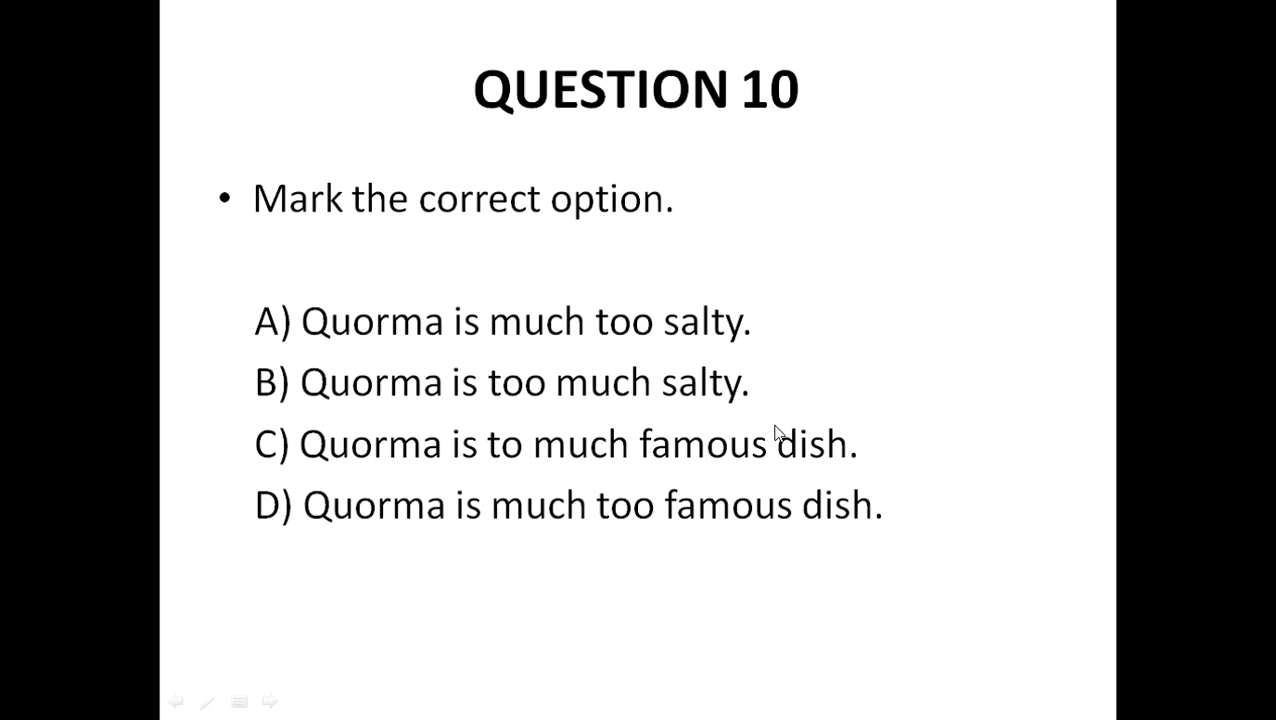 QUESTION 10
• Mark the correct option.
A) Quorma is much too salty.
B) Quorma is too much salty.
C) Quorma is to much famous dish.
D) Quorma is much too famous dish.